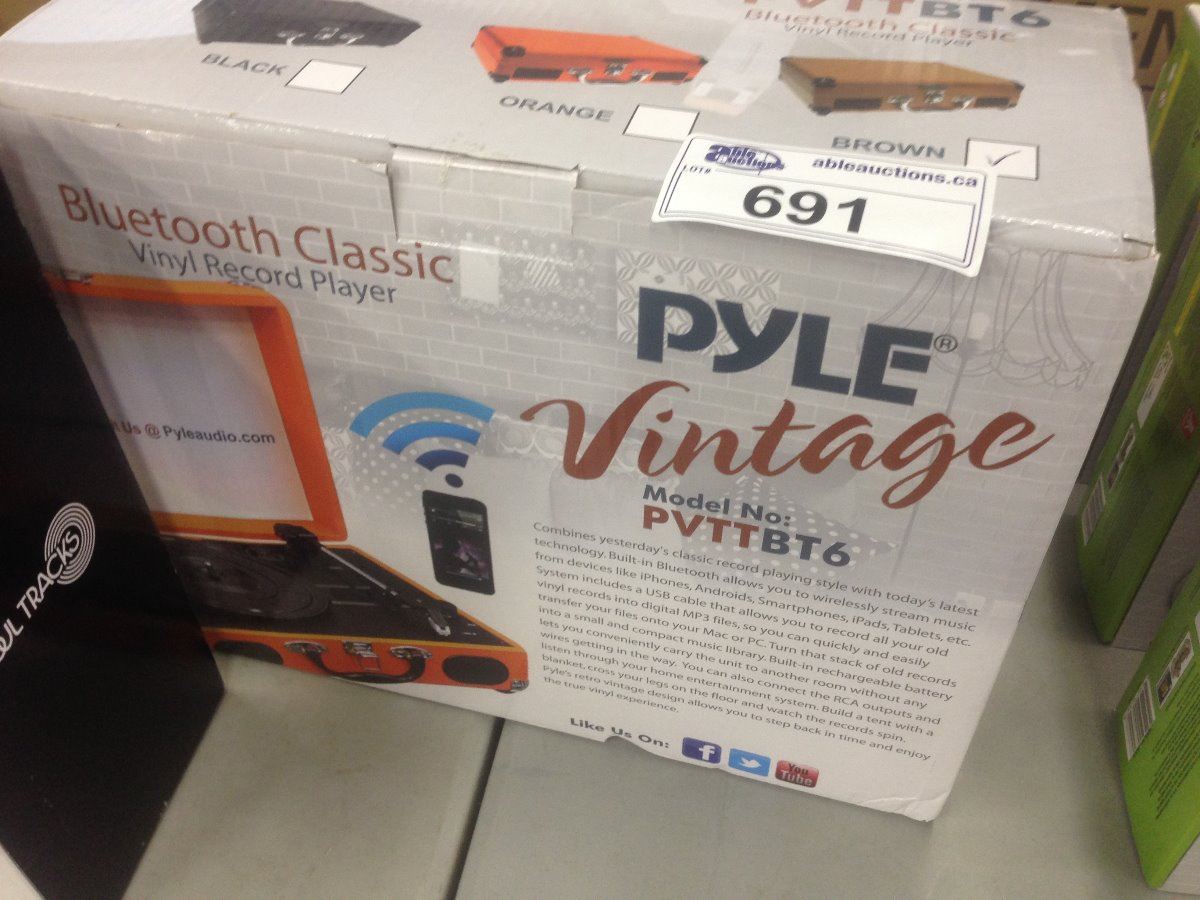 PVTTBT6
Bluetooth Classic
Vinyl Record Player
BLACK
ORANGE
BROWN
able auctions
ableauctions.ca
LOT#
691
Bluetooth Classic
Vinyl Record Player
Us @ Pyleaudio.com
PYLE®
Vintage
Model No:
PVTTBT6
Combines yesterday's classic record playing style with today's latest
technology. Built-in Bluetooth allows you to wirelessly stream music
from devices like iPhones, Androids, Smartphones, iPads, Tablets, etc.
System includes a USB cable that allows you to record all your old
vinyl records into digital MP3 files, so you can quickly and easily
transfer your files onto your Mac or PC. Turn that stack of old records
into a small and compact music library. Built-in rechargeable battery
lets you conveniently carry the unit to another room without any
wires getting in the way. You can also connect the RCA outputs and
listen through your home entertainment system. Build a tent with a
blanket, cross your legs on the floor and watch the records spin.
Pyle's retro vintage design allows you to step back in time and enjoy
the true vinyl experience.
Like Us On:
f
You
Tube
TRACKS